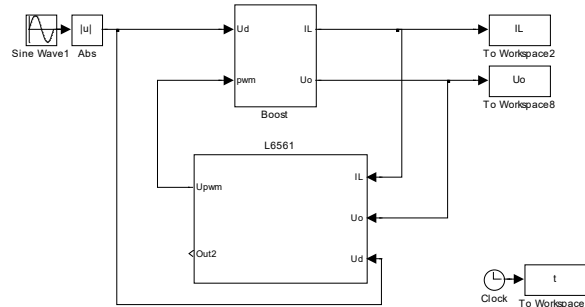 |u|
Sine Wave1
Abs
Ud
IL
pwm
Uo
Boost
IL
To Workspace2
Uo
To Workspace8
L6561
Upwm
IL
Uo
Out2
Ud
Clock
t
To Workspace